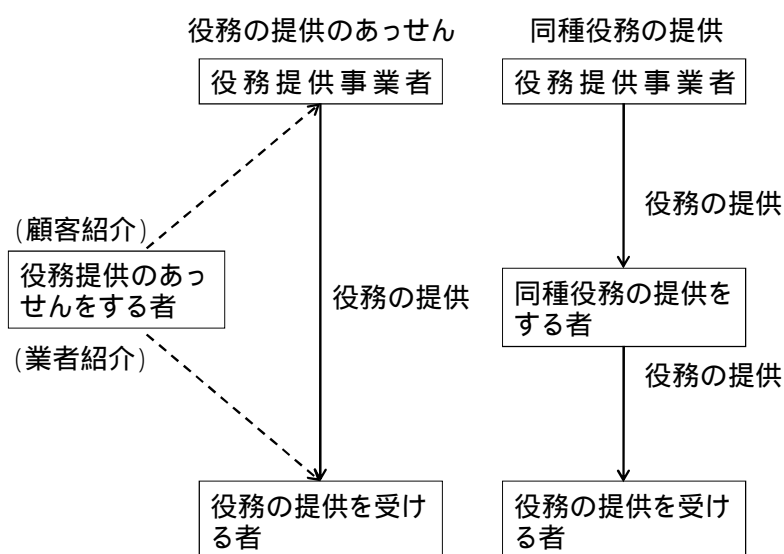 役務の提供のあっせん
役務提供事業者
(顧客紹介)
役務提供のあっ
せんをする者
(業者紹介)
役務の提供
役務の提供を受け
る者
同種役務の提供
役務提供事業者
役務の提供
同種役務の提供を
する者
役務の提供
役務の提供を受け
る者